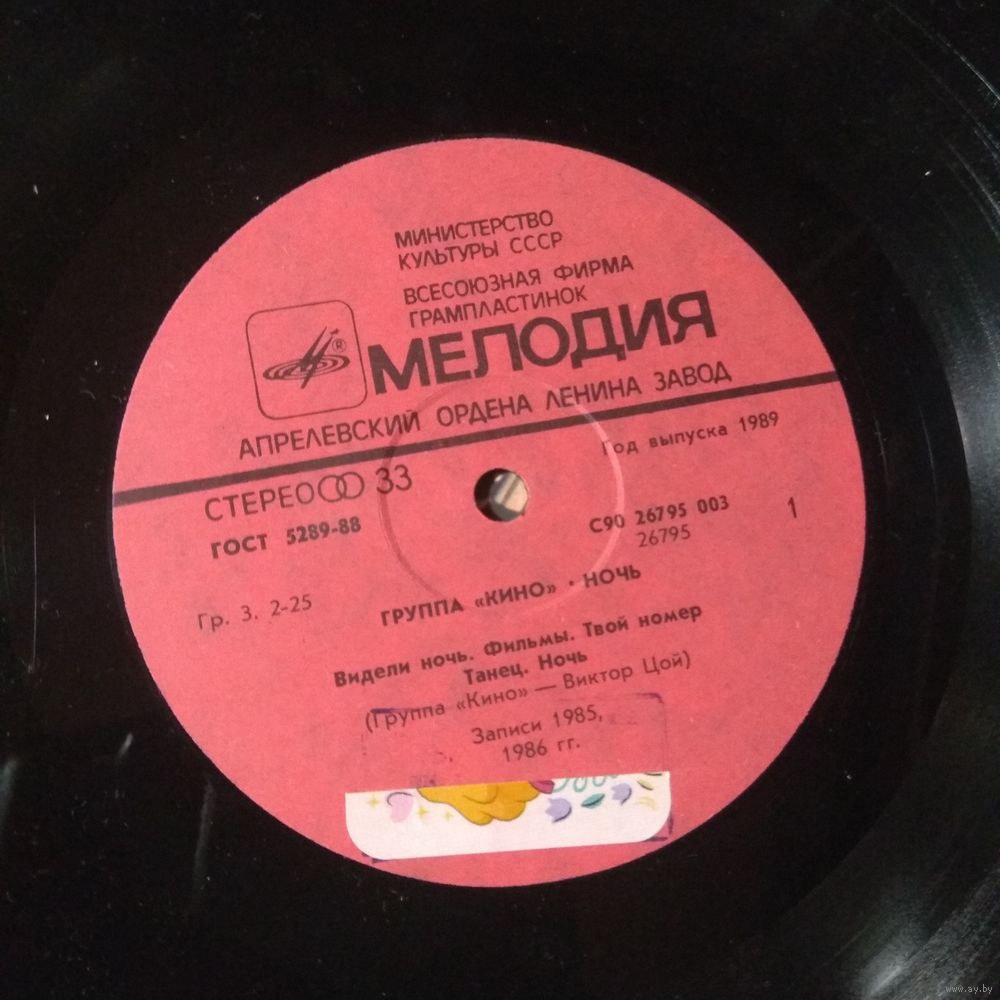 МИНИСТЕРСТВО
КУЛЬТУРЫ СССР
ВСЕСОЮЗНАЯ ФИРМА
ГРАМПЛАСТИНОК
®
МЕЛОДИЯ
АПРЕЛЕВСКИЙ ОРДЕНА ЛЕНИНА ЗАВОД
СТЕРЕО 33
Год выпуска 1989
ГОСТ 5289-88
С90 26795 003
26795
1
Гр. 3. 2-25
ГРУППА «КИНО» · НОЧЬ
Видели ночь. Фильмы. Твой номер
Танец. Ночь
(Группа «Кино» — Виктор Цой)
Записи 1985,
1986 гг.
www.ay.by